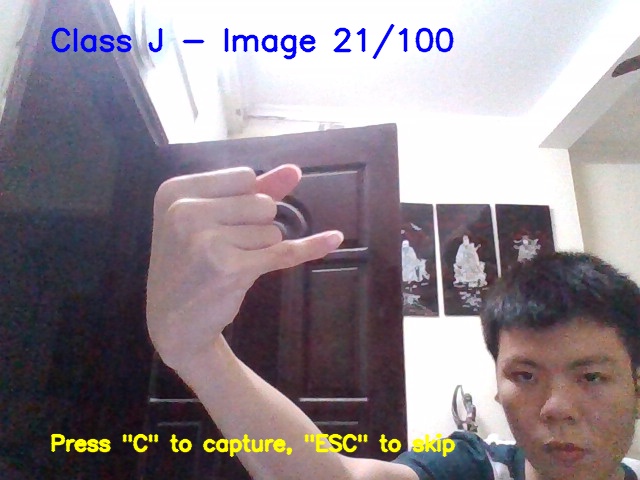 Class J - Image 21/100
Press "C" to capture, "ESC" to skip